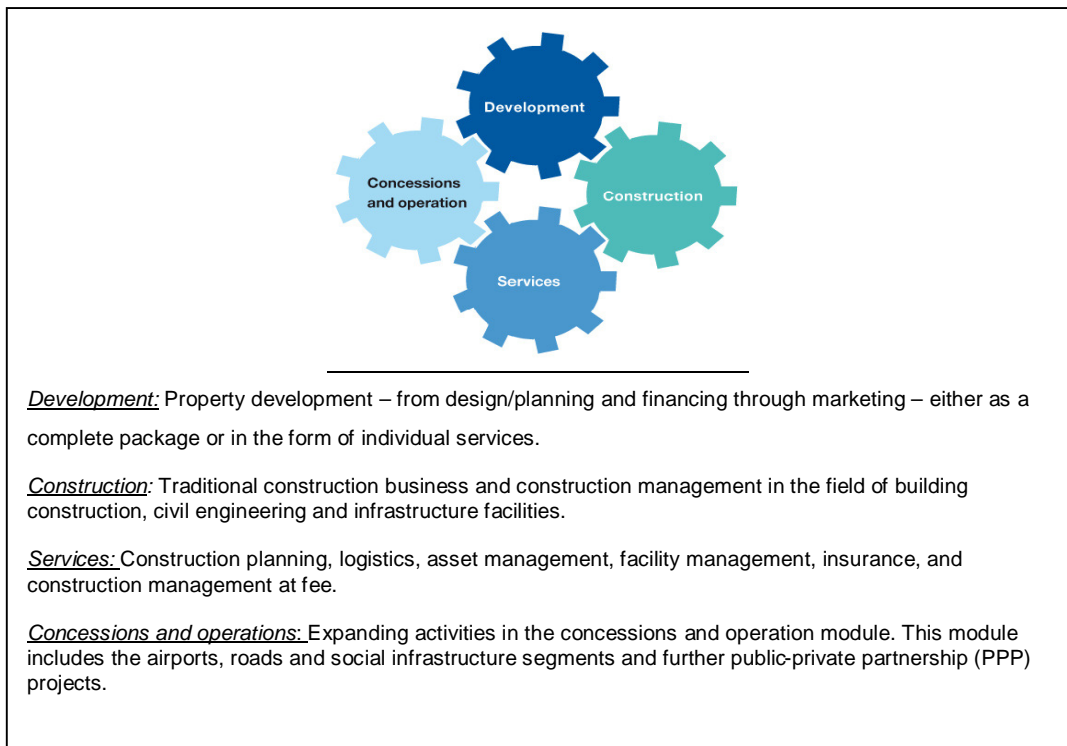 Development
Concessions
and operation
Construction
Services
Development: Property development – from design/planning and financing through marketing – either as a
complete package or in the form of individual services.
Construction: Traditional construction business and construction management in the field of building
construction, civil engineering and infrastructure facilities.
Services: Construction planning, logistics, asset management, facility management, insurance, and
construction management at fee.
Concessions and operations: Expanding activities in the concessions and operation module. This module
includes the airports, roads and social infrastructure segments and further public-private partnership (PPP)
projects.